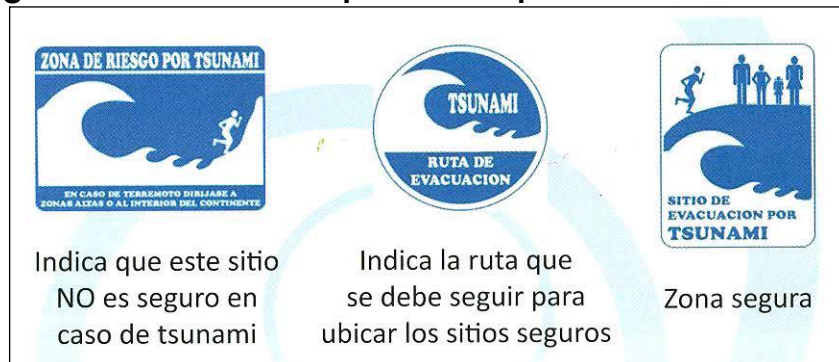 ZONA DE RIESGO POR TSUNAMI
EN CASO DE TERREMOTO DIRIJASE A
ZONAS ALTAS O AL INTERIOR DEL CONTINENTE
Indica que este sitio
NO es seguro en
caso de tsunami
TSUNAMI
RUTA DE
EVACUACION
Indica la ruta que
se debe seguir para
ubicar los sitios seguros
SITIO DE
EVACUACION POR
TSUNAMI
Zona segura